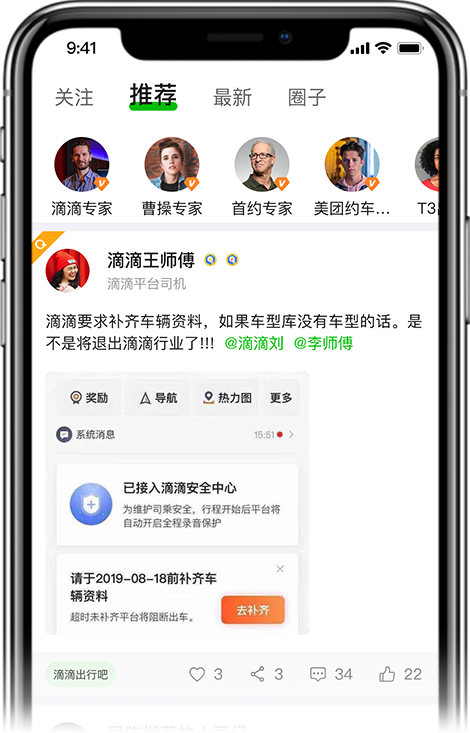 9:41
关注 推荐 最新 圈子
滴滴专家 曹操专家 首约专家 美团约车... T3
滴滴王师傅
滴滴平台司机
滴滴要求补齐车辆资料，如果车型库没有车型的话。是
不是将退出滴滴行业了!!! @滴滴刘 @李师傅
奖励 导航 热力图 更多
系统消息 15:51
已接入滴滴安全中心
为维护司乘安全，行程开始后平台将
自动开启全程录音保护
请于2019-08-18前补齐车
辆资料
超时未补齐平台将阻断出车。
去补齐
滴滴出行吧 3 3 34 22